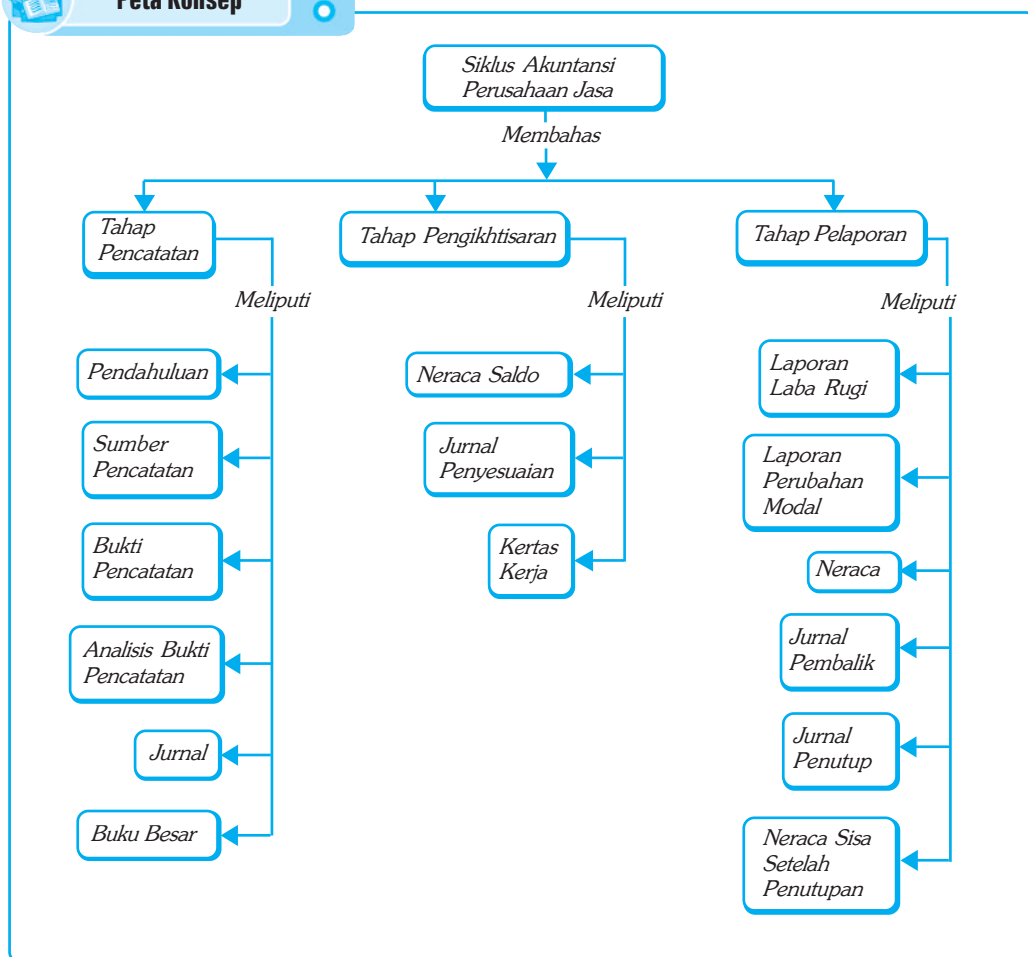 Peta Konsep
Siklus Akuntansi
Perusahaan Jasa
Membahas
Tahap
Pencatatan
Meliputi
Pendahuluan
Sumber
Pencatatan
Bukti
Pencatatan
Analisis Bukti
Pencatatan
Jurnal
Buku Besar
Tahap Pengikhtisaran
Meliputi
Neraca Saldo
Jurnal
Penyesuaian
Kertas
Kerja
Tahap Pelaporan
Meliputi
Laporan
Laba Rugi
Laporan
Perubahan
Modal
Neraca
Jurnal
Pembalik
Jurnal
Penutup
Neraca Sisa
Setelah
Penutupan